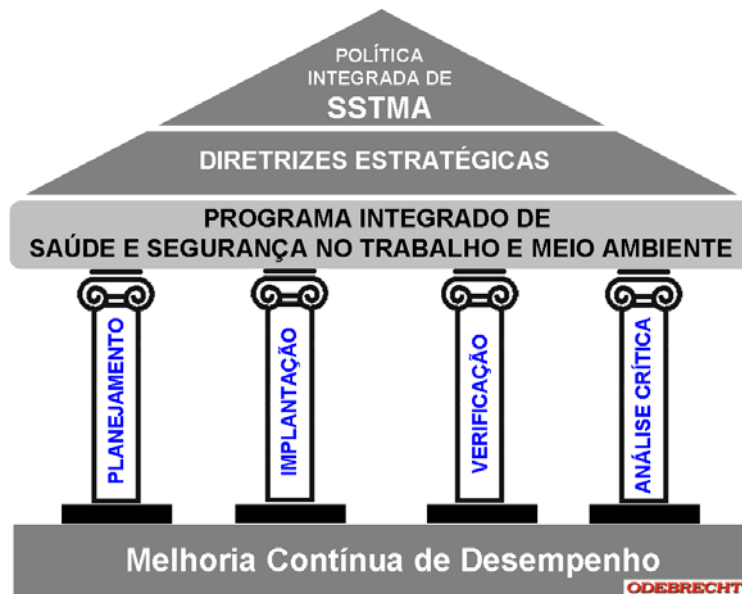 POLÍTICA
INTEGRADA DE
SSTMA
DIRETRIZES ESTRATÉGICAS
PROGRAMA INTEGRADO DE
SAÚDE E SEGURANÇA NO TRABALHO E MEIO AMBIENTE
PLANEJAMENTO
IMPLANTAÇÃO
VERIFICAÇÃO
ANÁLISE CRÍTICA
Melhoria Contínua de Desempenho
ODEBRECHT